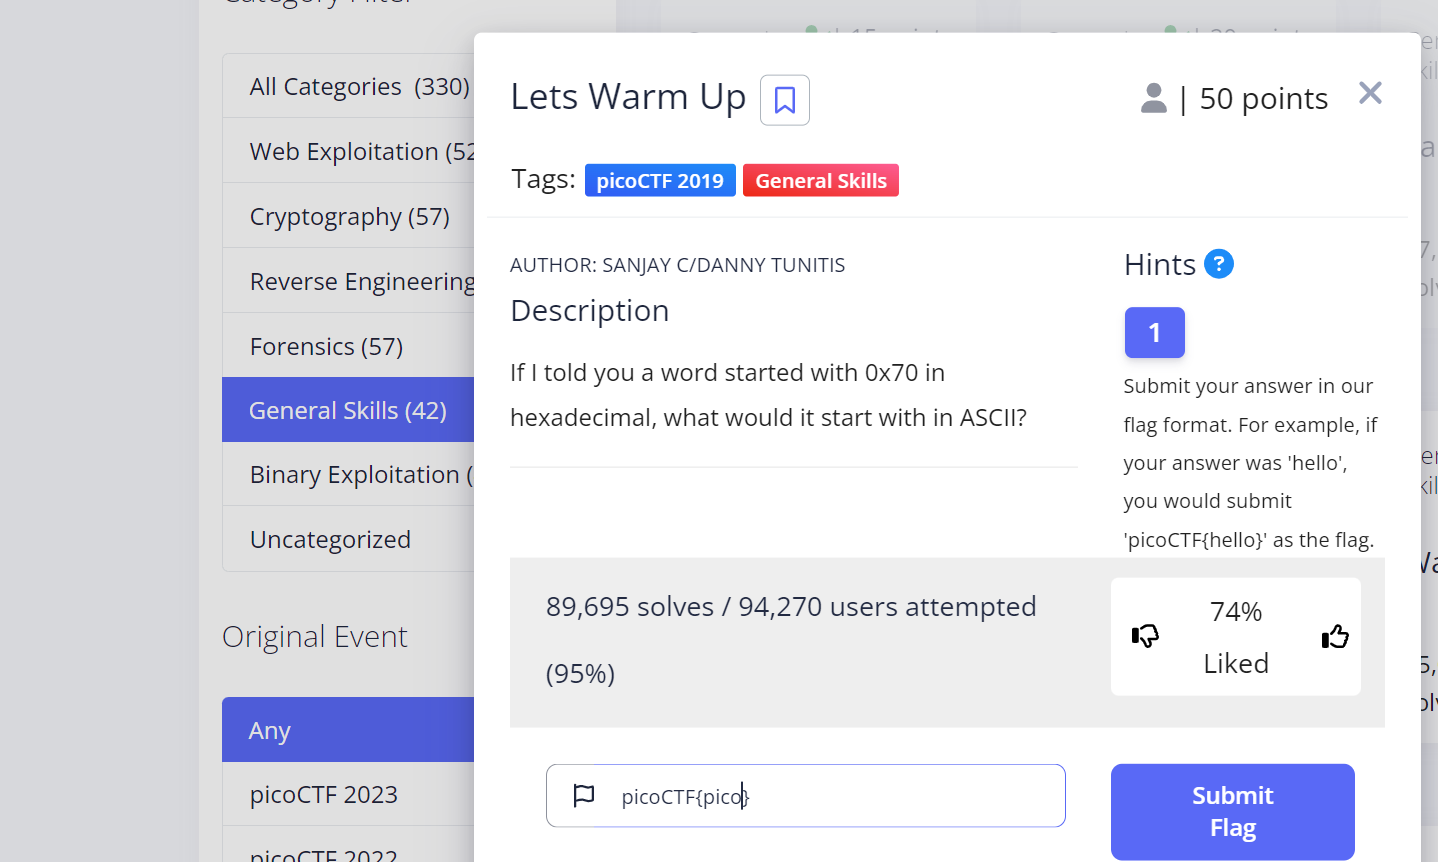 Category Filter
All Categories (330)
Web Exploitation (52
Cryptography (57)
Reverse Engineering
Forensics (57)
General Skills (42)
Binary Exploitation (
Uncategorized
Original Event
Any
picoCTF 2023
picoCTF 2022
Lets Warm Up
| 50 points
Tags: picoCTF 2019 General Skills
AUTHOR: SANJAY C/DANNY TUNITIS
Description
If I told you a word started with 0x70 in
hexadecimal, what would it start with in ASCII?
Hints ?
1
Submit your answer in our
flag format. For example, if
your answer was 'hello',
you would submit
'picoCTF{hello}' as the flag.
89,695 solves / 94,270 users attempted
(95%)
74%
Liked
picoCTF{pico}
Submit
Flag